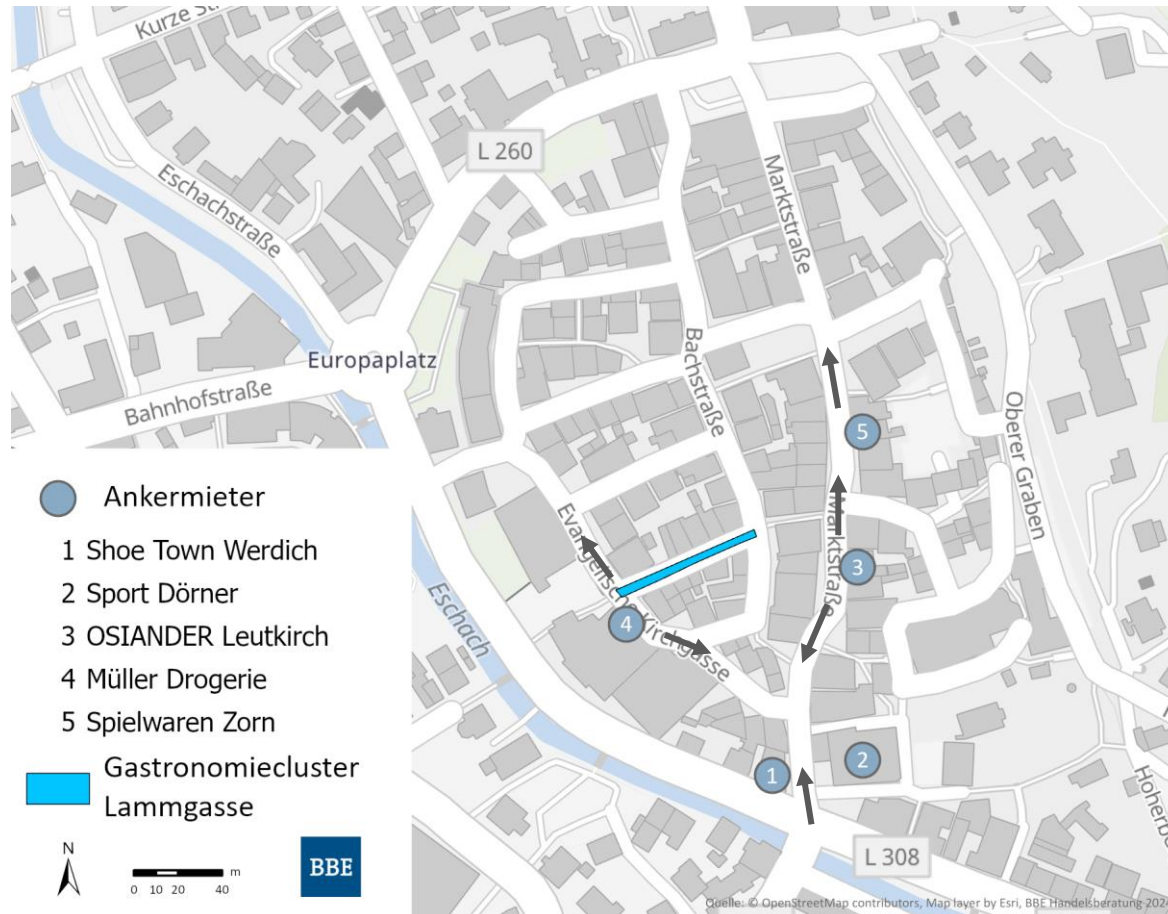 Kurze St
L 260
Eschachstraße
Marktstraße
Europaplatz
Bachstraße
Bahnhofstraße
Oberer Graben
5
Marktstraße
Evangelische Kirchgasse
3
Eschach
4
2
1
L 308
Hoherbe
Ankermieter
1 Shoe Town Werdich
2 Sport Dörner
3 OSIANDER Leutkirch
4 Müller Drogerie
5 Spielwaren Zorn
Gastronomiecluster
Lammgasse
N
m
0 10 20 40
BBE
Quelle: © OpenStreetMap contributors, Map layer by Esri, BBE Handelsberatung 2024